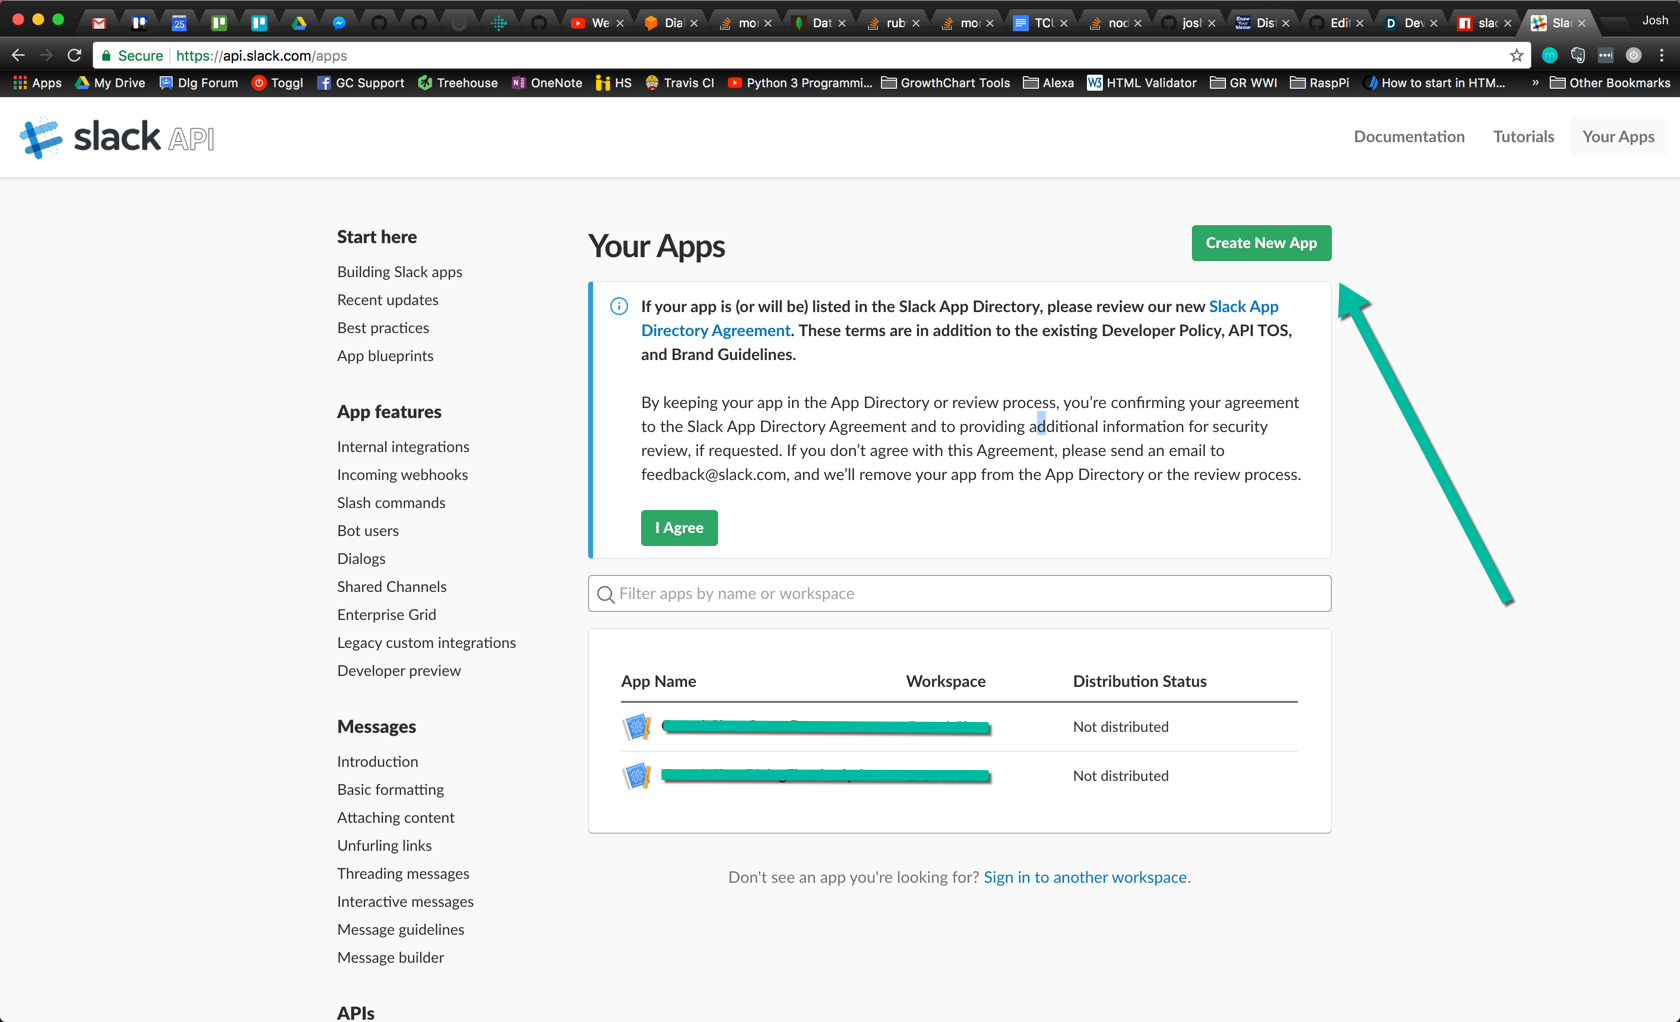 We
Dial
mor
Dat
rub
mor
TCU
nod
josh
Dist
Edit
Dev
slac
Slac
Josh
Secure
https://api.slack.com/apps
Apps
My Drive
Dlg Forum
Toggl
GC Support
Treehouse
OneNote
HS
Travis CI
Python 3 Programmi...
GrowthChart Tools
Alexa
HTML Validator
GR WWI
RaspPi
How to start in HTM...
»
Other Bookmarks
slack API
Documentation
Tutorials
Your Apps
Start here
Building Slack apps
Recent updates
Best practices
App blueprints
App features
Internal integrations
Incoming webhooks
Slash commands
Bot users
Dialogs
Shared Channels
Enterprise Grid
Legacy custom integrations
Developer preview
Messages
Introduction
Basic formatting
Attaching content
Unfurling links
Threading messages
Interactive messages
Message guidelines
Message builder
APIs
Your Apps
Create New App
If your app is (or will be) listed in the Slack App Directory, please review our new Slack App
Directory Agreement. These terms are in addition to the existing Developer Policy, API TOS,
and Brand Guidelines.
By keeping your app in the App Directory or review process, you’re confirming your agreement
to the Slack App Directory Agreement and to providing additional information for security
review, if requested. If you don’t agree with this Agreement, please send an email to
feedback@slack.com, and we’ll remove your app from the App Directory or the review process.
I Agree
Filter apps by name or workspace
App Name
Workspace
Distribution Status
Not distributed
Not distributed
Don't see an app you're looking for? Sign in to another workspace.